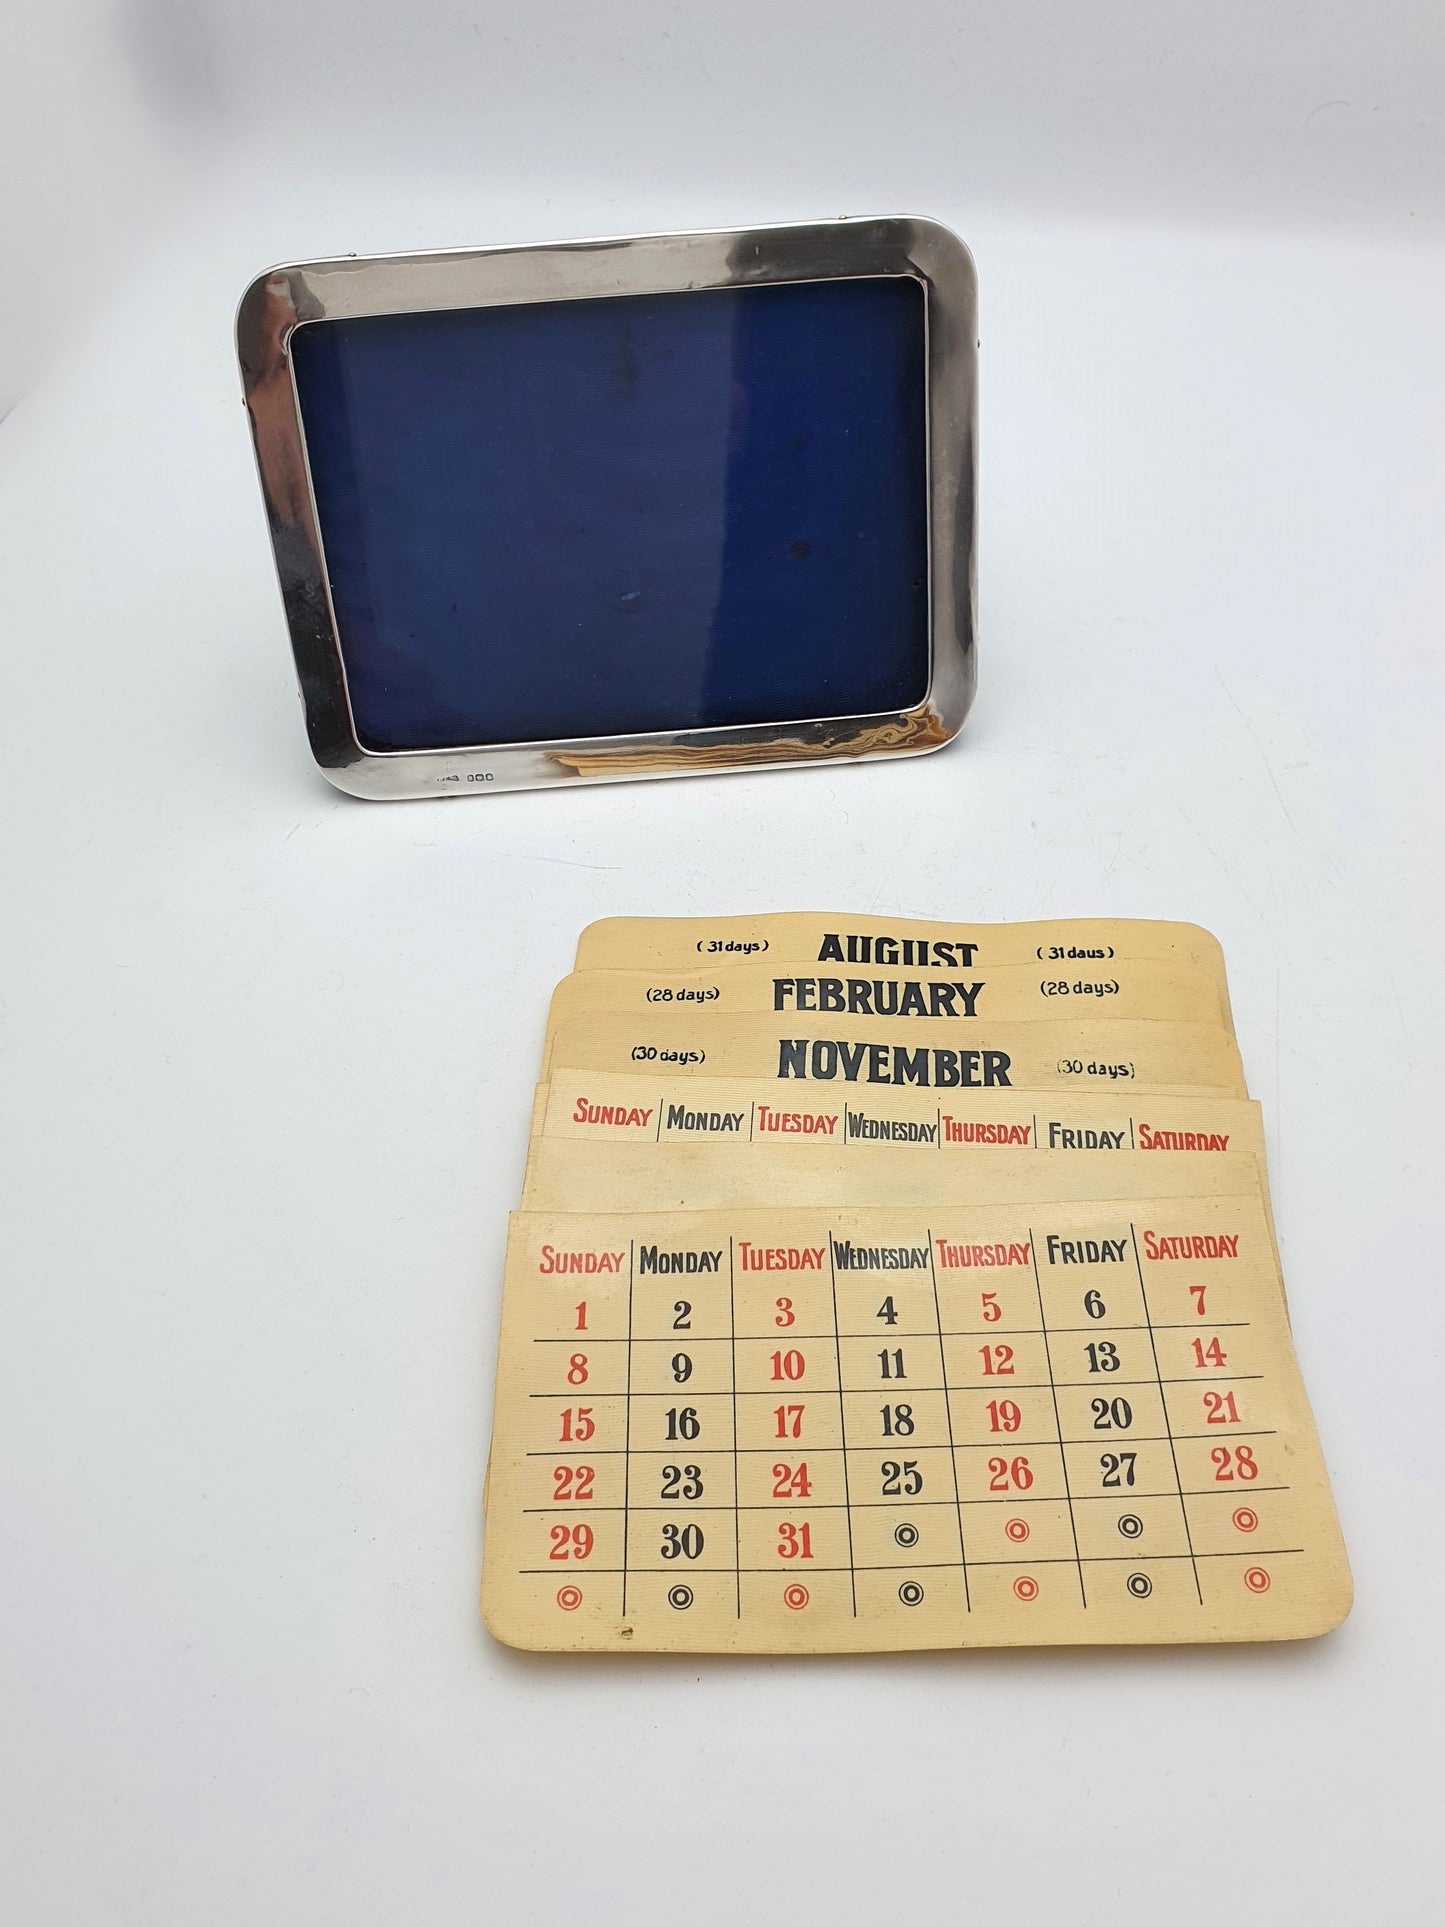 (31 days) AUGUST (31 days)
(28 days) FEBRUARY (28 days)
(30 days) NOVEMBER (30 days)
SUNDAY MONDAY TUESDAY WEDNESDAY THURSDAY FRIDAY SATURDAY
SUNDAY MONDAY TUESDAY WEDNESDAY THURSDAY FRIDAY SATURDAY
1 2 3 4 5 6 7
8 9 10 11 12 13 14
15 16 17 18 19 20 21
22 23 24 25 26 27 28
29 30 31